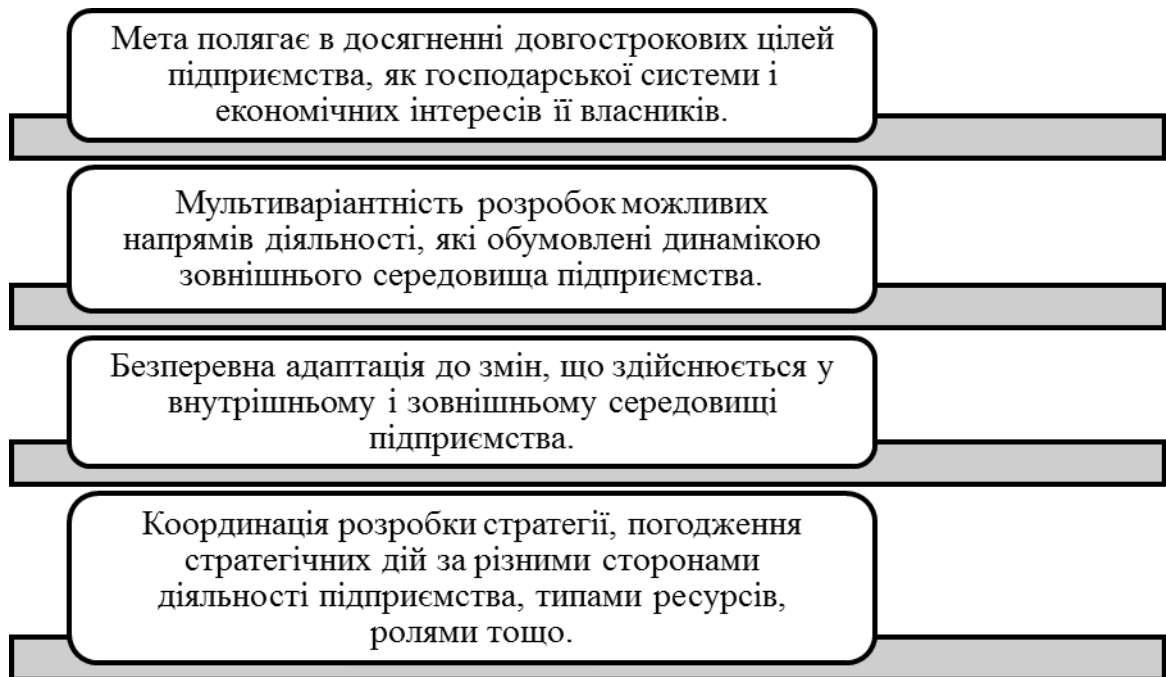 Мета полягає в досягненні довгострокових цілей
підприємства, як господарської системи і
економічних інтересів її власників.
Мультиваріантність розробок можливих
напрямів діяльності, які обумовлені динамікою
зовнішнього середовища підприємства.
Безперевна адаптація до змін, що здійснюється у
внутрішньому і зовнішньому середовищі
підприємства.
Координація розробки стратегії, погодження
стратегічних дій за різними сторонами
діяльності підприємства, типами ресурсів,
ролями тощо.